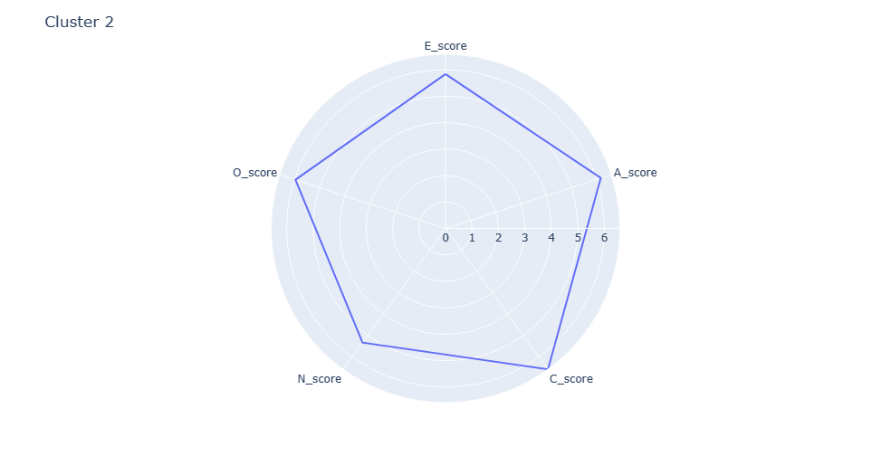 Cluster 2
E_score
O_score
A_score
0 1 2 3 4 5 6
N_score
C_score